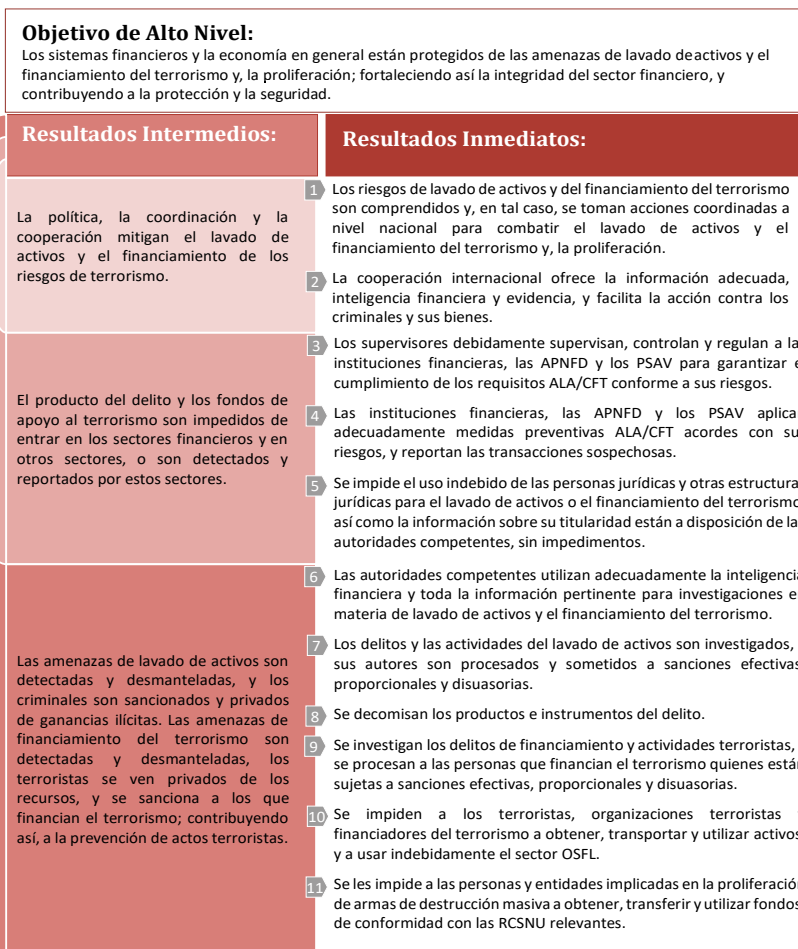 Objetivo de Alto Nivel:
Los sistemas financieros y la economía en general están protegidos de las amenazas de lavado de activos y el
financiamiento del terrorismo y, la proliferación; fortaleciendo así la integridad del sector financiero, y
contribuyendo a la protección y la seguridad.
Resultados Intermedios:
Resultados Inmediatos:
La política, la coordinación y la
cooperación mitigan el lavado de
activos y el financiamiento de los
riesgos de terrorismo.
1 Los riesgos de lavado de activos y del financiamiento del terrorismo
son comprendidos y, en tal caso, se toman acciones coordinadas a
nivel nacional para combatir el lavado de activos y el
financiamiento del terrorismo y, la proliferación.
2 La cooperación internacional ofrece la información adecuada,
inteligencia financiera y evidencia, y facilita la acción contra los
criminales y sus bienes.
El producto del delito y los fondos de
apoyo al terrorismo son impedidos de
entrar en los sectores financieros y en
otros sectores, o son detectados y
reportados por estos sectores.
3 Los supervisores debidamente supervisan, controlan y regulan a la
instituciones financieras, las APNFD y los PSAV para garantizar e
cumplimiento de los requisitos ALA/CFT conforme a sus riesgos.
4 Las instituciones financieras, las APNFD y los PSAV aplica
adecuadamente medidas preventivas ALA/CFT acordes con su
riesgos, y reportan las transacciones sospechosas.
5 Se impide el uso indebido de las personas jurídicas y otras estructura
jurídicas para el lavado de activos o el financiamiento del terrorismo
así como la información sobre su titularidad están a disposición de la
autoridades competentes, sin impedimentos.
Las amenazas de lavado de activos son
detectadas y desmanteladas, y los
criminales son sancionados y privados
de ganancias ilícitas. Las amenazas de
financiamiento del terrorismo son
detectadas y desmanteladas, los
terroristas se ven privados de los
recursos, y se sanciona a los que
financian el terrorismo; contribuyendo
así, a la prevención de actos terroristas.
6 Las autoridades competentes utilizan adecuadamente la inteligencia
financiera y toda la información pertinente para investigaciones e
materia de lavado de activos y el financiamiento del terrorismo.
7 Los delitos y las actividades del lavado de activos son investigados,
sus autores son procesados y sometidos a sanciones efectivas
proporcionales y disuasorias.
8 Se decomisan los productos e instrumentos del delito.
9 Se investigan los delitos de financiamiento y actividades terroristas,
se procesan a las personas que financian el terrorismo quienes están
sujetas a sanciones efectivas, proporcionales y disuasorias.
10 Se impiden a los terroristas, organizaciones terroristas
financiadores del terrorismo a obtener, transportar y utilizar activos
y a usar indebidamente el sector OSFL.
11 Se les impide a las personas y entidades implicadas en la proliferación
de armas de destrucción masiva a obtener, transferir y utilizar fondos
de conformidad con las RCSNU relevantes.